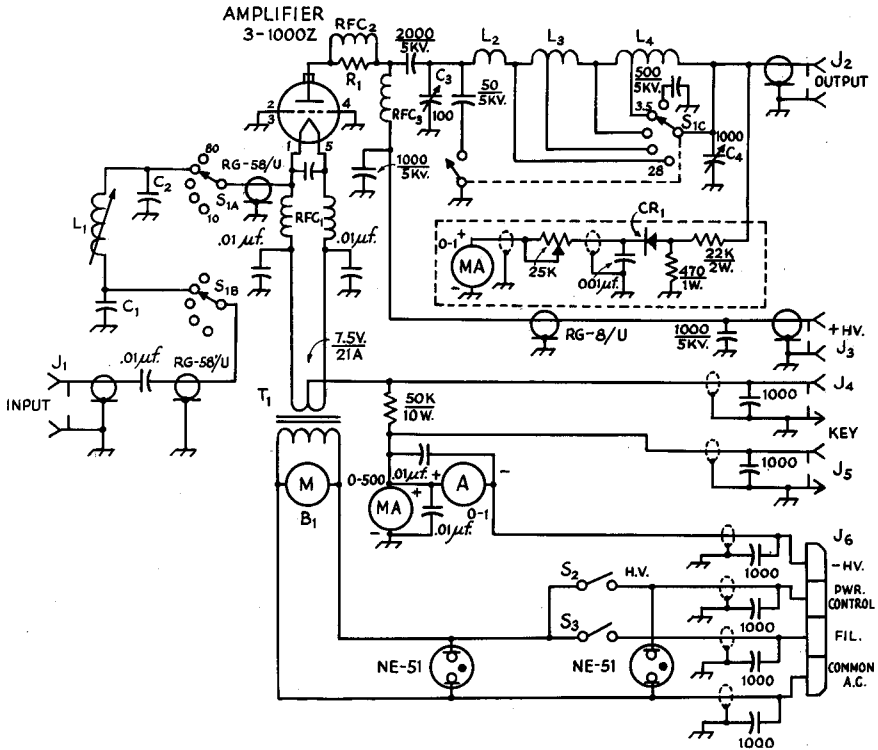 AMPLIFIER
3-1000Z
RFC2
R1
2000
5KV.
C3
100
50
5KV.
L2
L3
L4
500
5KV.
3.5
S1C
28
1000
C4
J2
OUTPUT
2
3
4
1
5
RFC3
1000
5KV.
80
RG-58/U
C2
S1A
10
L1
RFC1
.01µf.
.01µf.
C1
S1B
0-1
+
MA
-
25K
.001µf.
CR1
470
1W.
22K
2W.
RG-8/U
1000
5KV.
+HV.
J3
7.5V.
21A
J1
.01µf.
RG-58/U
INPUT
T1
50K
10W.
1000
J4
KEY
1000
J5
M
B1
0-500
.01µf.
+
MA
-
+
A
-
0-1
.01µf.
J6
1000
-HV.
S2
H.V.
1000
PWR.
CONTROL
S3
1000
FIL.
NE-51
NE-51
COMMON
A.C.
1000